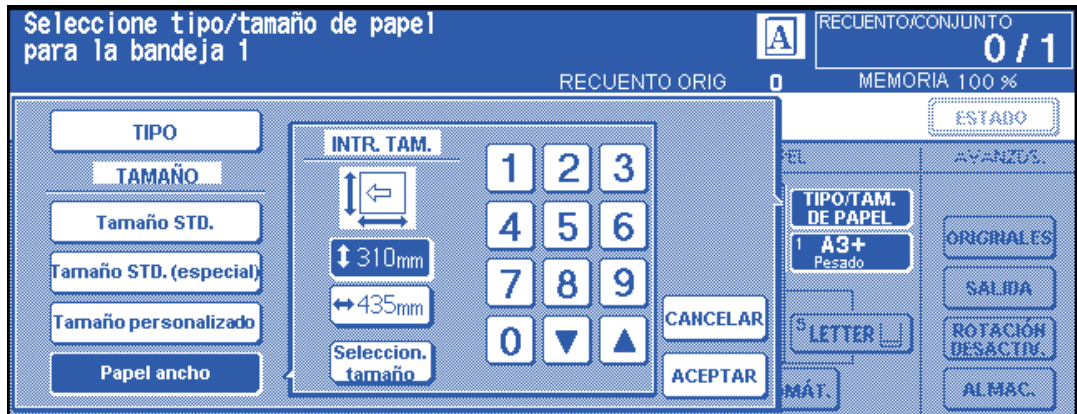 Seleccione tipo/tamaño de papel
para la bandeja 1
A
RECUENTO/CONJUNTO
0 / 1
RECUENTO ORIG 0
MEMORIA 100 %
TIPO
TAMAÑO
Tamaño STD.
Tamaño STD. (especial)
Tamaño personalizado
Papel ancho
INTR. TAM.
310mm
435mm
Seleccion.
tamaño
1 2 3
4 5 6
7 8 9
0
CANCELAR
ACEPTAR
ESTADO
AVANZDS.
TIPO/TAM.
DE PAPEL
1 A3+
Pesado
5 LETTER
ORIGINALES
SALIDA
ROTACIÓN
DESACTIV.
ALMAC.